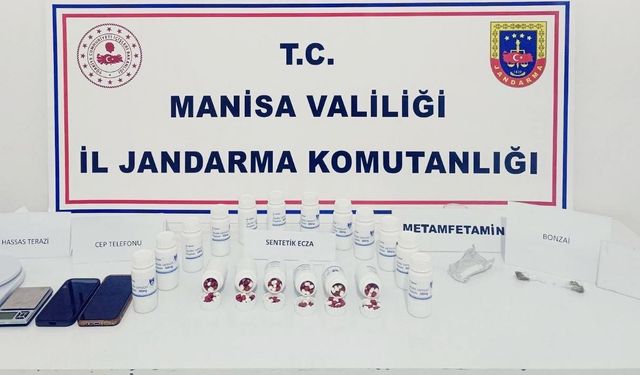 T.C.
MANİSA VALİLİĞİ
İL JANDARMA KOMUTANLIĞI
JANDARMA
HASSAS TERAZİ
CEP TELEFONU
SENTETİK ECZA
METAMFETAMİN
BONZAİ